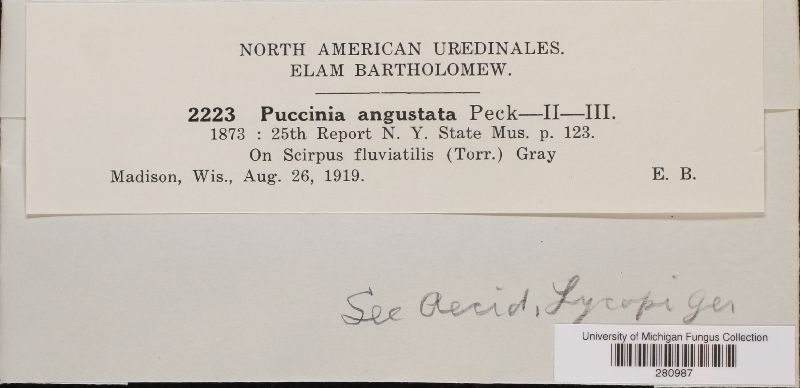 NORTH AMERICAN UREDINALES.
ELAM BARTHOLOMEW.
2223 Puccinia angustata Peck—II—III.
1873 : 25th Report N. Y. State Mus. p. 123.
On Scirpus fluviatilis (Torr.) Gray
Madison, Wis., Aug. 26, 1919. E. B.
See Aecid, Lycopi Ger
University of Michigan Fungus Collection
280987